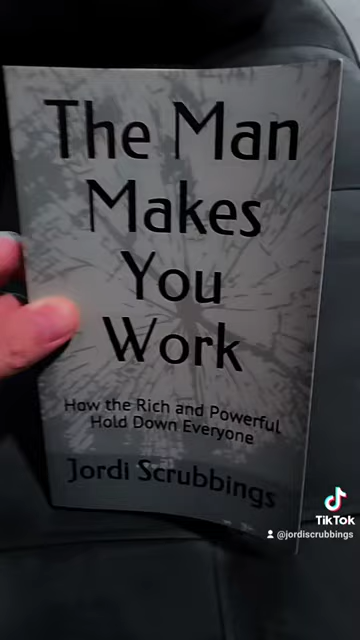 The Man
Makes
You
Work
How the Rich and Powerful
Hold Down Everyone
Jordi Scrubbings
TikTok
@jordiscrubbings